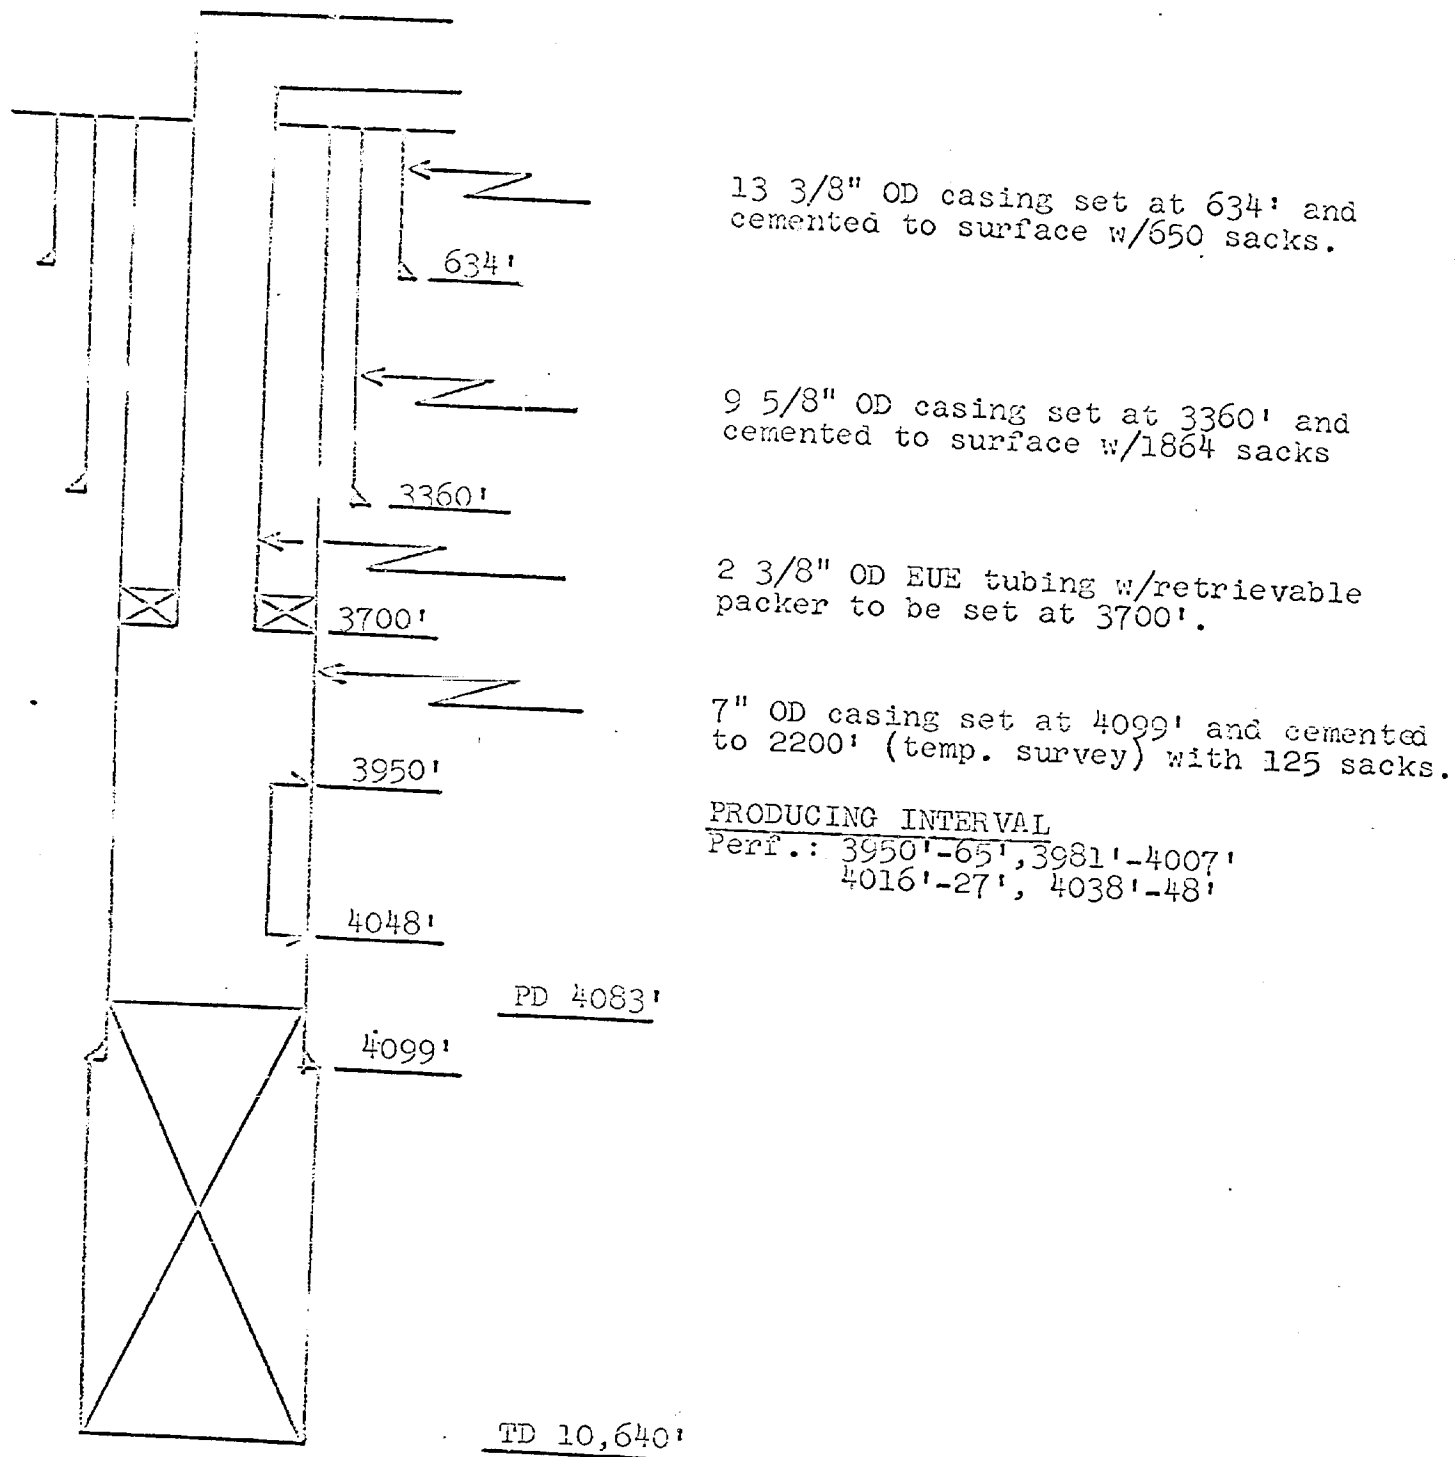 13 3/8" OD casing set at 634' and
cemented to surface w/650 sacks.
634'
9 5/8" OD casing set at 3360' and
cemented to surface w/1864 sacks
3360'
2 3/8" OD EUE tubing w/retrievable
packer to be set at 3700'.
3700'
7" OD casing set at 4099' and cemented
to 2200' (temp. survey) with 125 sacks.
3950'
PRODUCING INTERVAL
Perf.: 3950'-65',3981'-4007'
4016'-27', 4038'-48'
4048'
PD 4083'
4099'
TD 10,640'